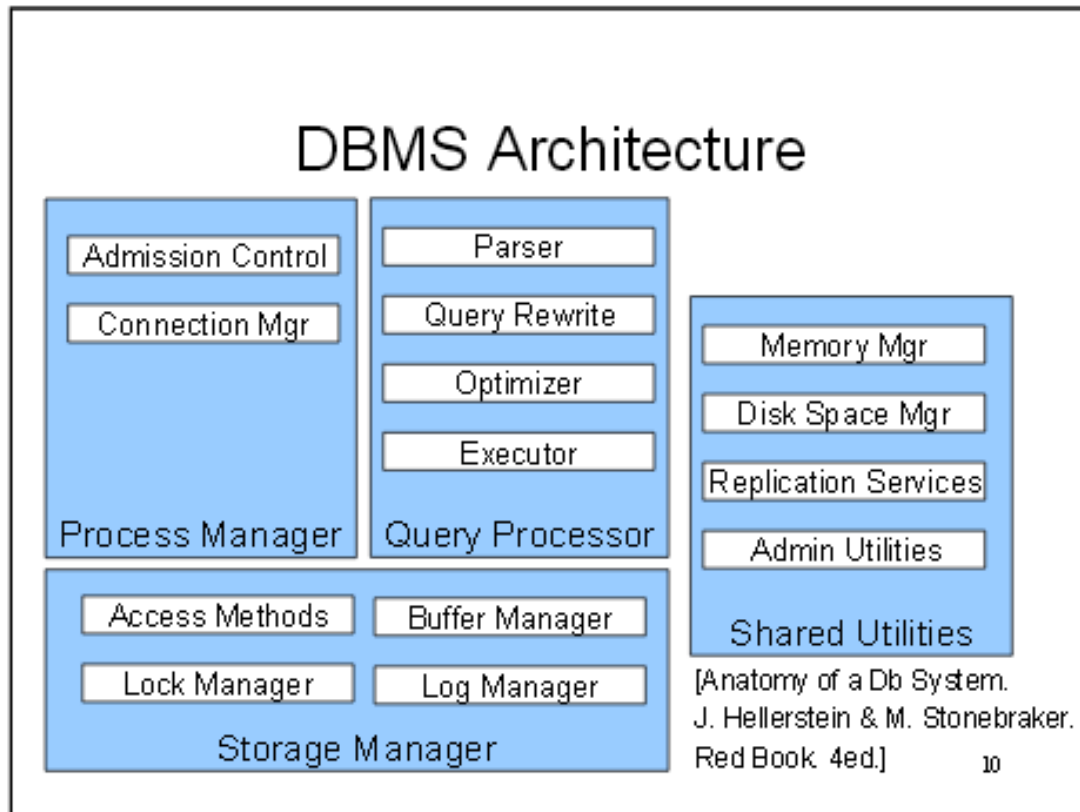 DBMS Architecture
Admission Control
Connection Mgr
Process Manager
Parser
Query Rewrite
Optimizer
Executor
Query Processor
Memory Mgr
Disk Space Mgr
Replication Services
Admin Utilities
Shared Utilities
Access Methods
Buffer Manager
Lock Manager
Log Manager
Storage Manager
[Anatomy of a Db System.
J. Hellerstein & M. Stonebraker.
Red Book. 4ed.]
10